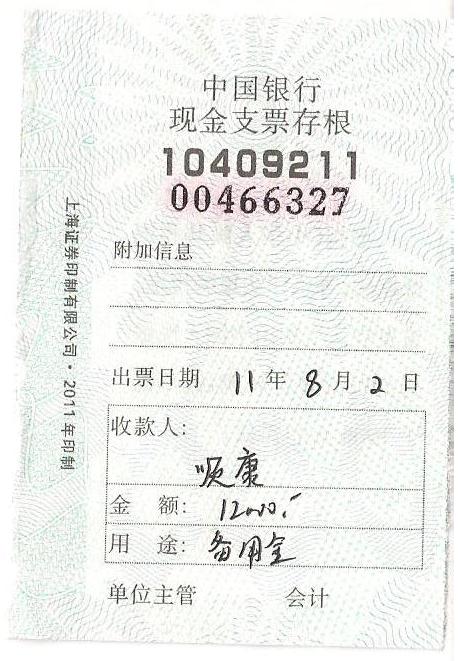 中国银行
现金支票存根
10409211
00466327
附加信息
出票日期 11 年 8 月 2 日
收款人:
顺康
金 额: 12000.-
用 途: 备用金
单位主管 会计
上海证券印制有限公司·2011年印制